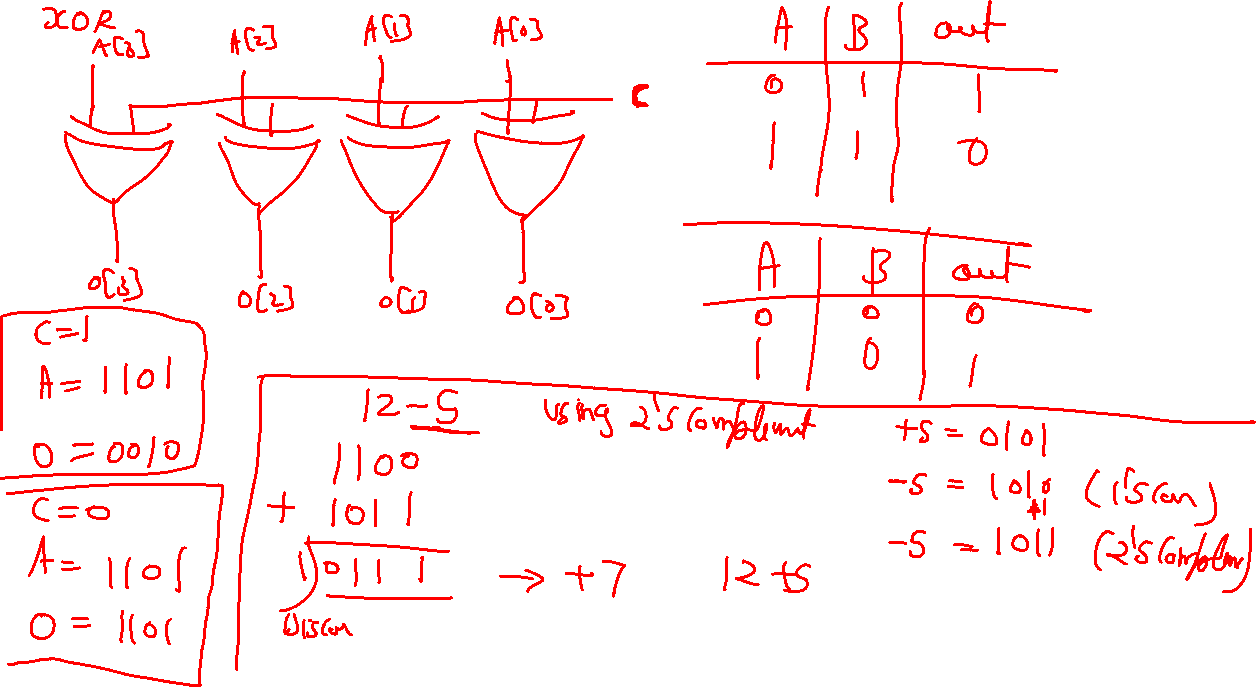 XOR
A[3] A[2] A[1] A[0]
C
O[3] O[2] O[1] O[0]
A B out
0 1 1
1 1 0
A B out
0 0 0
1 0 1
C=1
A = 1101
O = 0010
C=0
A = 1101
O = 1101
12-5 using 2's
1100
+ 1011
1 0111 → +7
12 +5
+5 = 0101
-5 = 1010 (1's com)
+1
-5 = 1011 (2's